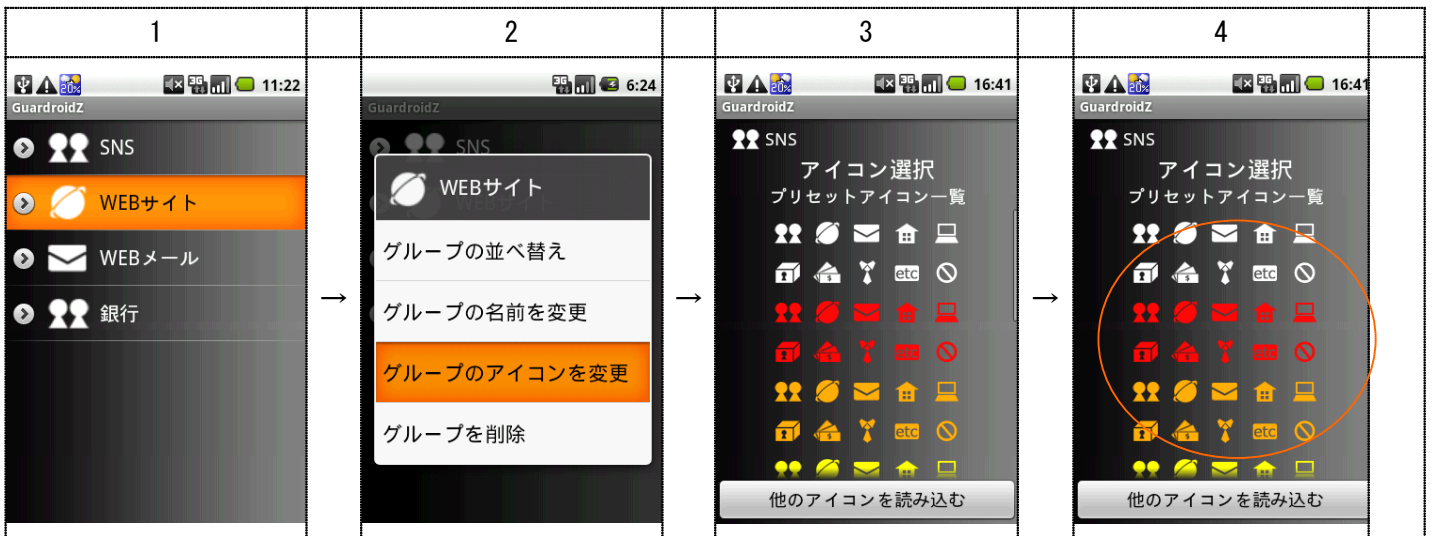 1
2
3
4
20%
3G
11:22
GuardroidZ
SNS
WEBサイト
WEBメール
銀行
→
3G
6:24
GuardroidZ
SNS
WEBサイト
WEBサイト
グループの並べ替え
グループの名前を変更
グループのアイコンを変更
グループを削除
→
20%
3G
16:41
GuardroidZ
SNS
アイコン選択
プリセットアイコン一覧
etc
etc
etc
他のアイコンを読み込む
→
20%
3G
16:41
GuardroidZ
SNS
アイコン選択
プリセットアイコン一覧
etc
etc
etc
他のアイコンを読み込む